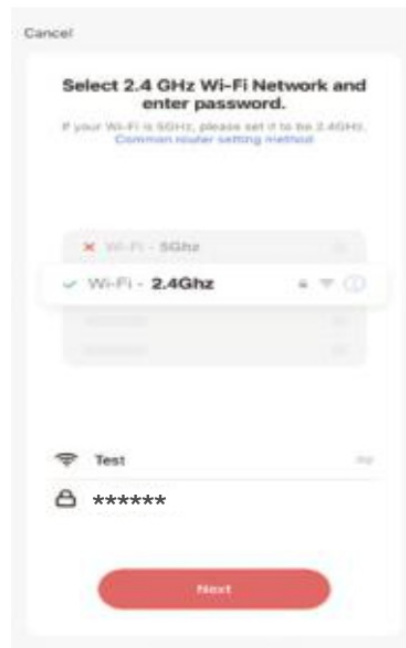 Cancel
Select 2.4 GHz Wi-Fi Network and
enter password.
If your Wi-Fi is 5GHz, please set it to be 2.4GHz.
Common router setting method
Wi-Fi - 5Ghz
Wi-Fi - 2.4Ghz
Test
******
Next